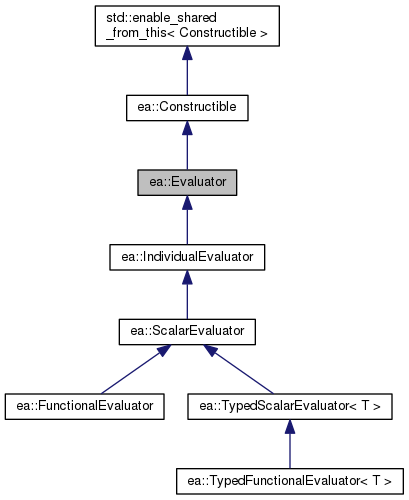 std::enable_shared
_from_this< Constructible >
ea::Constructible
ea::Evaluator
ea::IndividualEvaluator
ea::ScalarEvaluator
ea::FunctionalEvaluator
ea::TypedScalarEvaluator< T >
ea::TypedFunctionalEvaluator< T >